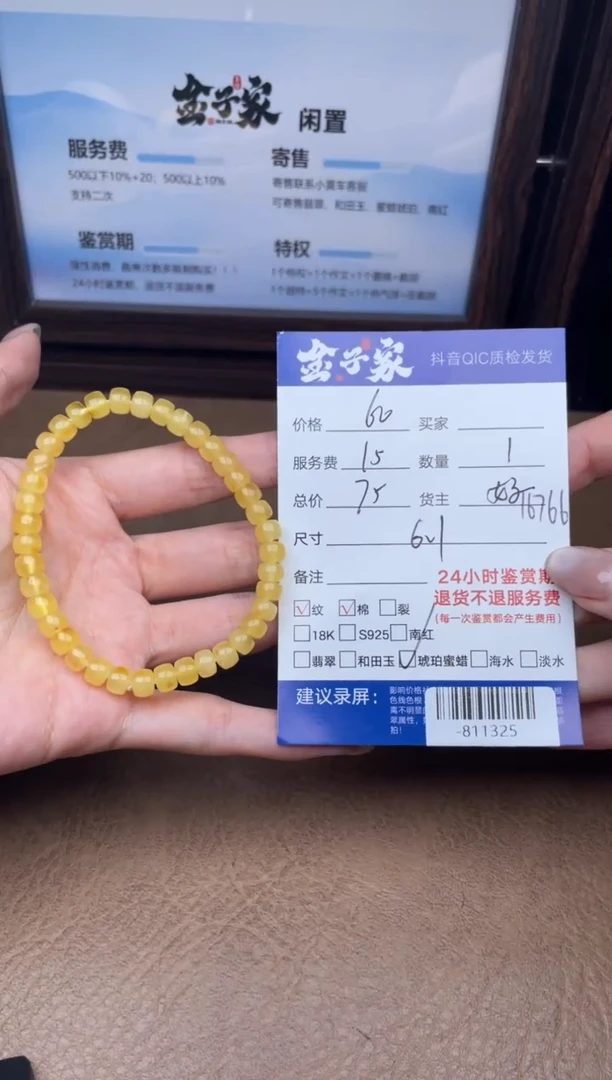 盒子家 闲置
服务费
500以下10%+20；500以上10%
支持二次
寄售
寄售联系小黄车客服
可寄售翡翠、和田玉、蜜蜡琥珀、南红
鉴赏期
24小时鉴赏期，退货不退服务费
特权
盒子家 抖音QIC质检发货
价格 60 买家
服务费 15 数量 1
总价 75 货主 16766
尺寸
备注
24小时鉴赏期
退货不退服务费
(每一次鉴赏都会产生费用)
纹 棉 裂
18K S925 南红
翡翠 和田玉 琥珀蜜蜡 海水 淡水
建议录屏：
-811325